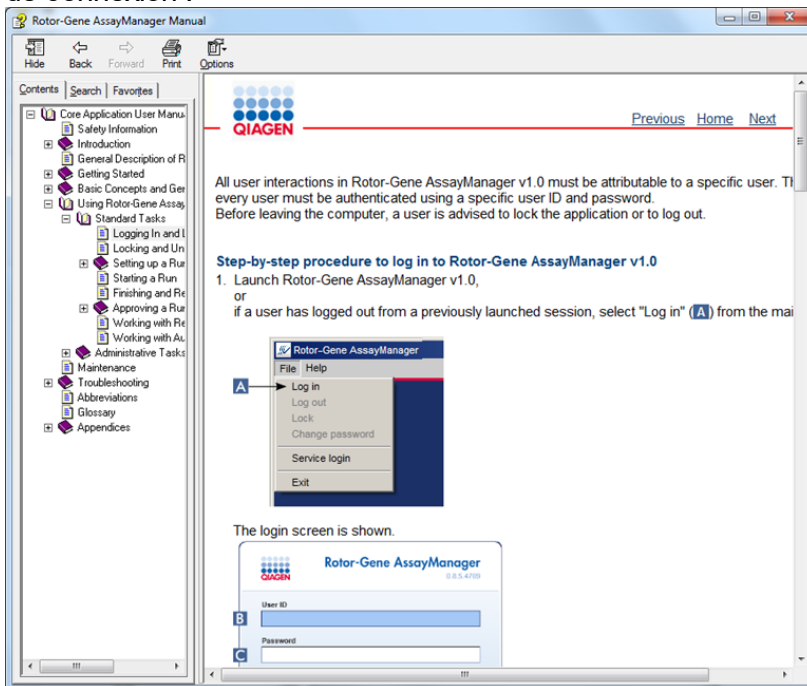 de connexion :
Rotor-Gene AssayManager Manual
Hide Back Forward Print Options
Contents Search Favorites
Core Application User Manu
Safety Information
Introduction
General Description of R
Getting Started
Basic Concepts and Ger
Using Rotor-Gene Assay
Standard Tasks
Logging In and L
Locking and Un
Setting up a Rur
Starting a Run
Finishing and Re
Approving a Rur
Working with Re
Working with Au
Administrative Tasks
Maintenance
Troubleshooting
Abbreviations
Glossary
Appendices
QIAGEN
Previous Home Next
All user interactions in Rotor-Gene AssayManager v1.0 must be attributable to a specific user. Th
every user must be authenticated using a specific user ID and password.
Before leaving the computer, a user is advised to lock the application or to log out.
Step-by-step procedure to log in to Rotor-Gene AssayManager v1.0
1. Launch Rotor-Gene AssayManager v1.0,
or
if a user has logged out from a previously launched session, select "Log in" (A) from the mai
Rotor-Gene AssayManager
File Help
A Log in
Log out
Lock
Change password
Service login
Exit
The login screen is shown.
QIAGEN Rotor-Gene AssayManager
0.8.5.4789
User ID
B
Password
C